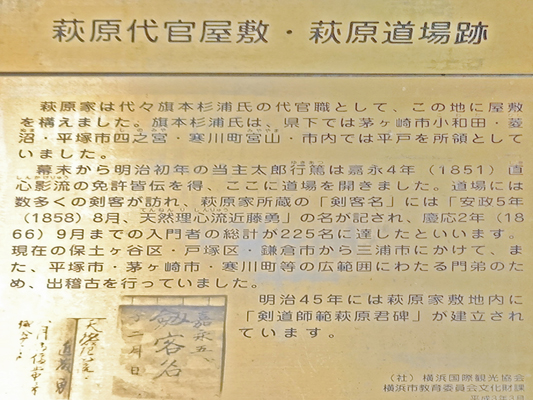 萩原代官屋敷・萩原道場跡
萩原家は代々旗本杉浦氏の代官職として、この地に屋敷
を構えました。旗本杉浦氏は、県下では茅ヶ崎市小和田・菱
沼・平塚市四之宮・寒川町宮山・市内では平戸を所領として
いました。
幕末から明治初年の当主太郎行篤は嘉永4年（1851）直
心影流の免許皆伝を得、ここに道場を開きました。道場には
数多くの剣客が訪れ、萩原家所蔵の「剣客名」には「安政5年
（1858）8月、天然理心流近藤勇」の名が記され、慶応2年（18
66）9月までの入門者の総計が225名に達したといいます。
現在の保土ヶ谷区・戸塚区・鎌倉市から三浦市にかけて、ま
た、平塚市・茅ヶ崎市・寒川町等の広範囲にわたる門弟のた
め、出稽古を行っていました。
明治45年には萩原家敷地内に
「剣道師範萩原君碑」が建立され
ています。
嘉永五
剱客名
（社）横浜国際観光協会
横浜市教育委員会文化財課